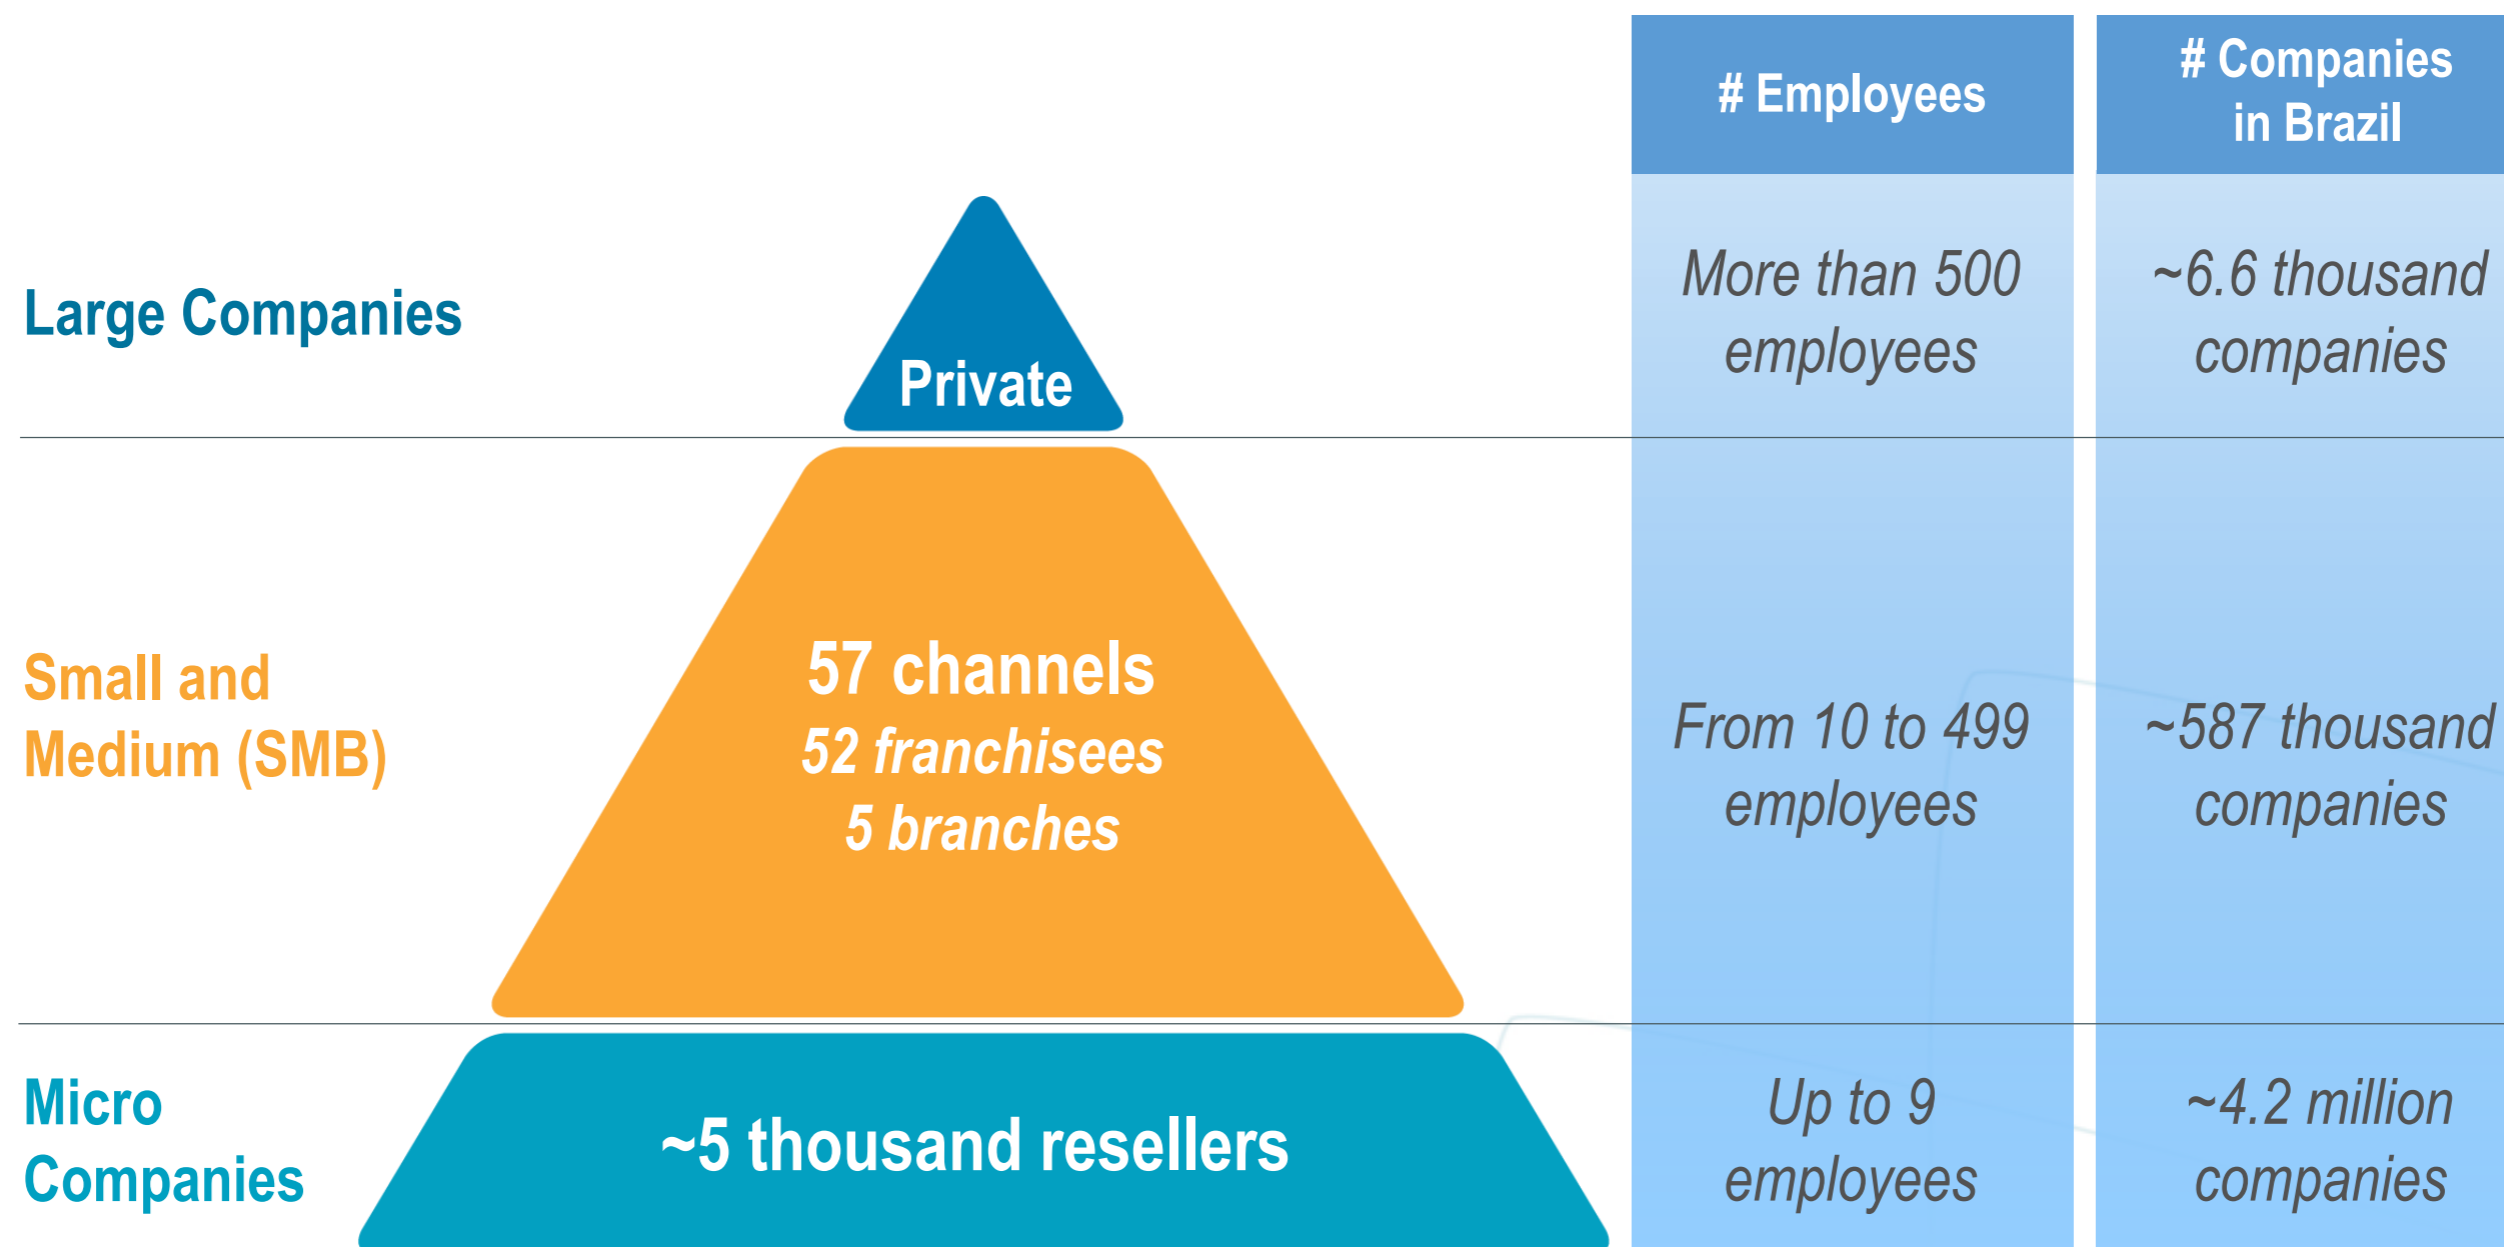 # Employees
# Companies
in Brazil
Large Companies
Private
More than 500
employees
~6.6 thousand
companies
Small and
Medium (SMB)
57 channels
52 franchisees
5 branches
From 10 to 499
employees
~587 thousand
companies
Micro
Companies
~5 thousand resellers
Up to 9
employees
~4.2 million
companies